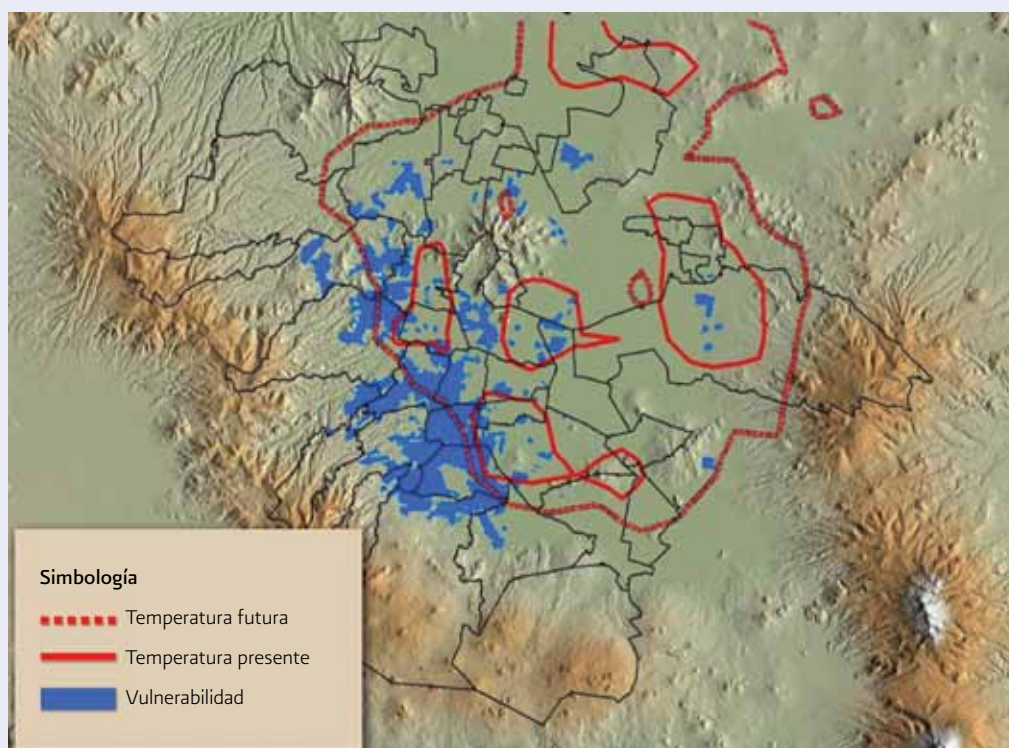 Simbología
Temperatura futura
Temperatura presente
Vulnerabilidad